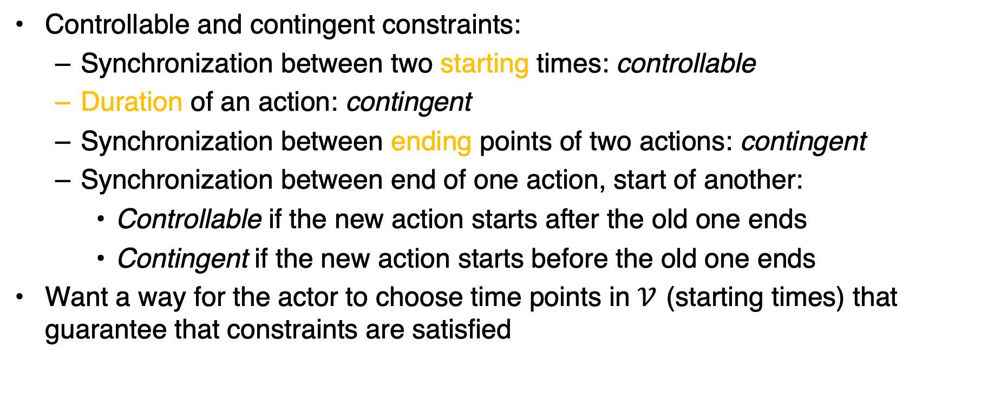 • Controllable and contingent constraints:
– Synchronization between two starting times: controllable
– Duration of an action: contingent
– Synchronization between ending points of two actions: contingent
– Synchronization between end of one action, start of another:
• Controllable if the new action starts after the old one ends
• Contingent if the new action starts before the old one ends
• Want a way for the actor to choose time points in 𝒱 (starting times) that
guarantee that constraints are satisfied